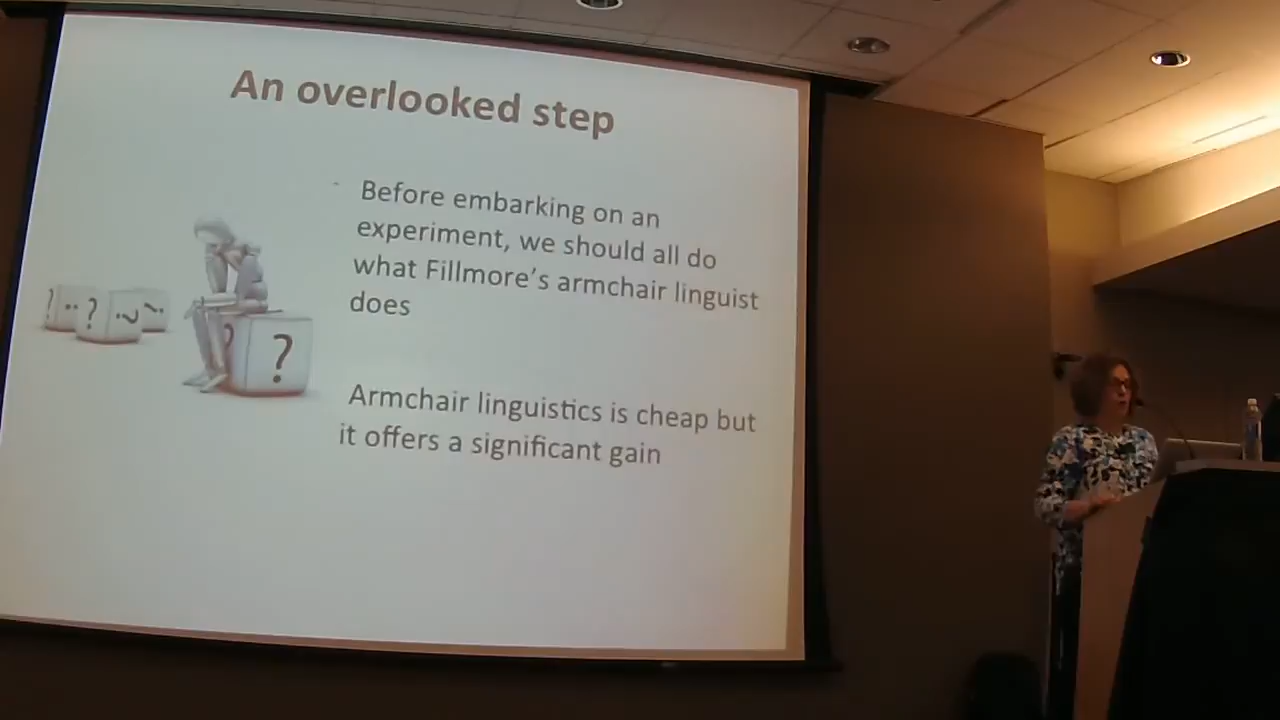 An overlooked step
Before embarking on an
experiment, we should all do
what Fillmore's armchair linguist
does
Armchair linguistics is cheap but
it offers a significant gain
?
?
?
?